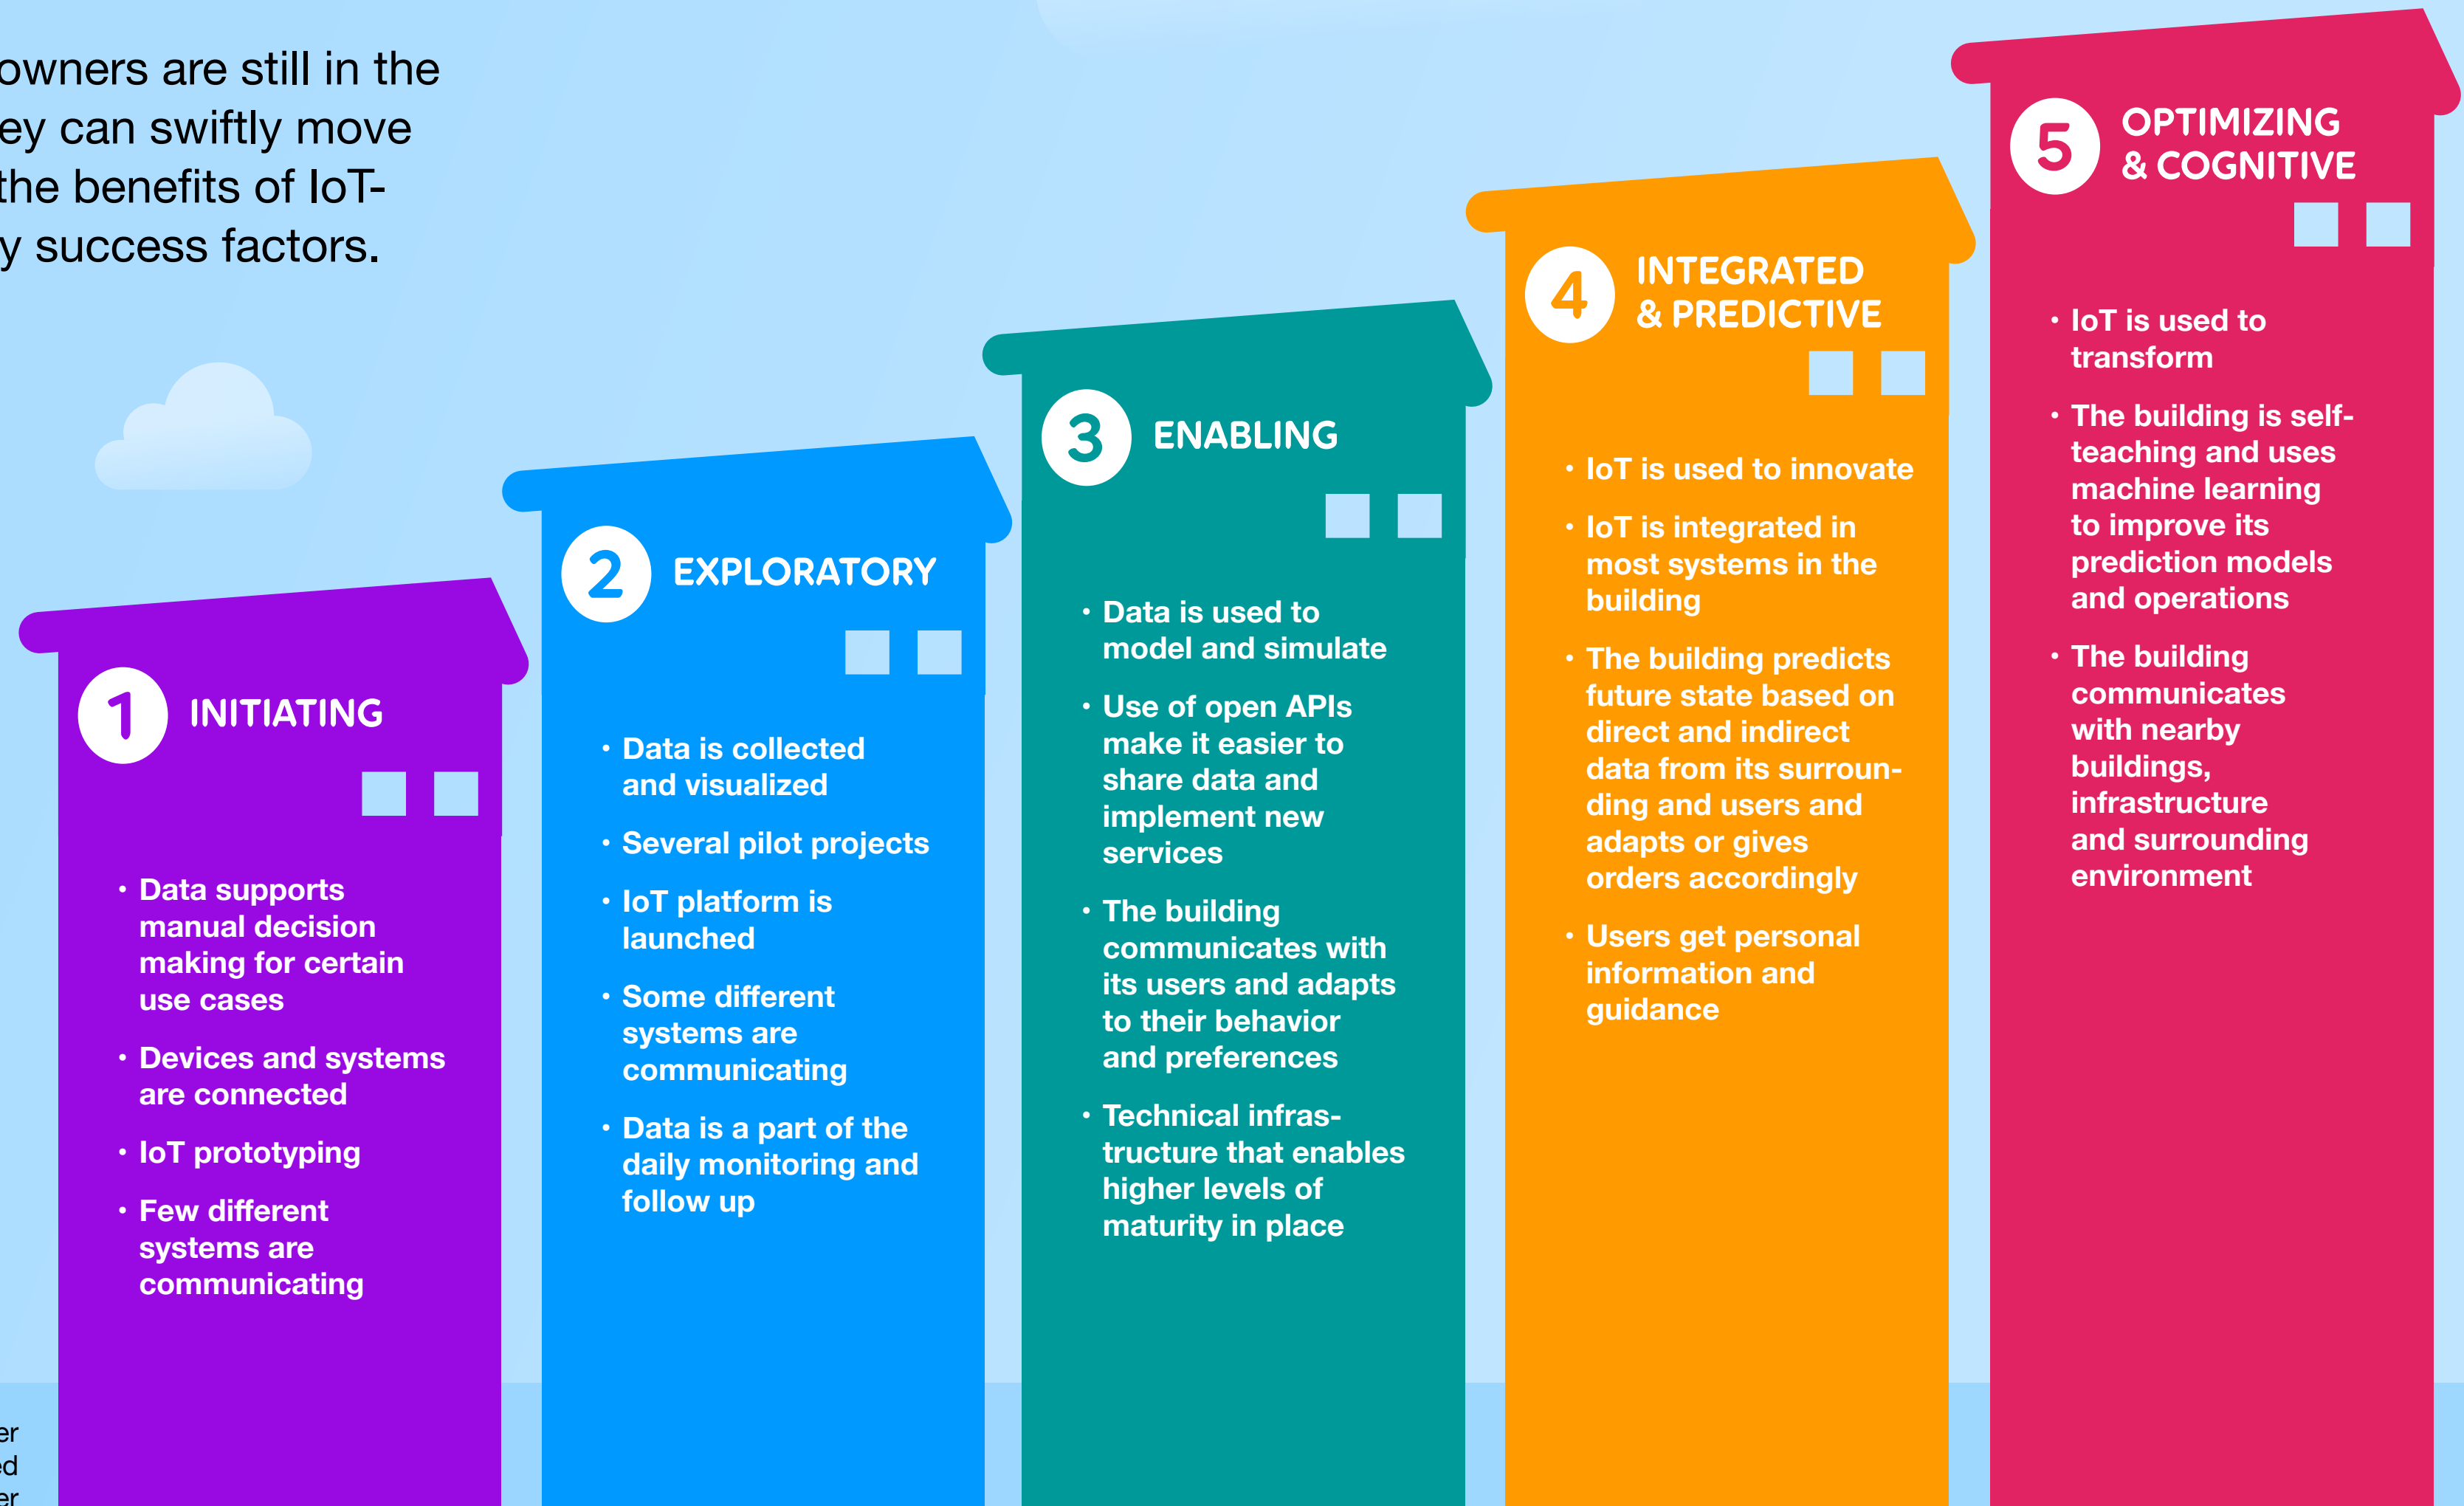 owners are still in the
ey can swiftly move
the benefits of IoT-
y success factors.
1 INITIATING
• Data supports
manual decision
making for certain
use cases
• Devices and systems
are connected
• IoT prototyping
• Few different
systems are
communicating
2 EXPLORATORY
• Data is collected
and visualized
• Several pilot projects
• IoT platform is
launched
• Some different
systems are
communicating
• Data is a part of the
daily monitoring and
follow up
3 ENABLING
• Data is used to
model and simulate
• Use of open APIs
make it easier to
share data and
implement new
services
• The building
communicates with
its users and adapts
to their behavior
and preferences
• Technical infras-
tructure that enables
higher levels of
maturity in place
4 INTEGRATED
& PREDICTIVE
• IoT is used to innovate
• IoT is integrated in
most systems in the
building
• The building predicts
future state based on
direct and indirect
data from its surroun-
ding and users and
adapts or gives
orders accordingly
• Users get personal
information and
guidance
5 OPTIMIZING
& COGNITIVE
• IoT is used to
transform
• The building is self-
teaching and uses
machine learning
to improve its
prediction models
and operations
• The building
communicates
with nearby
buildings,
infrastructure
and surrounding
environment
er
ed
er